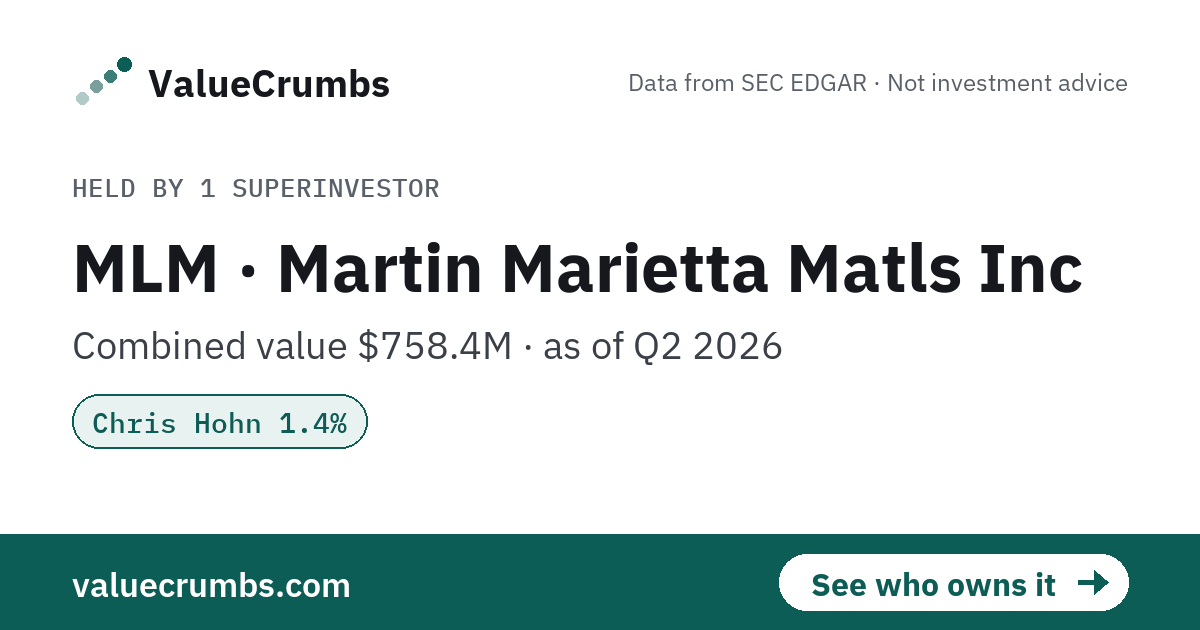 ValueCrumbs
Data from SEC EDGAR · Not investment advice
HELD BY 1 SUPERINVESTOR
MLM · Martin Marietta Matls Inc
Combined value $758.4M · as of Q2 2026
Chris Hohn 1.4%
valuecrumbs.com
See who owns it →